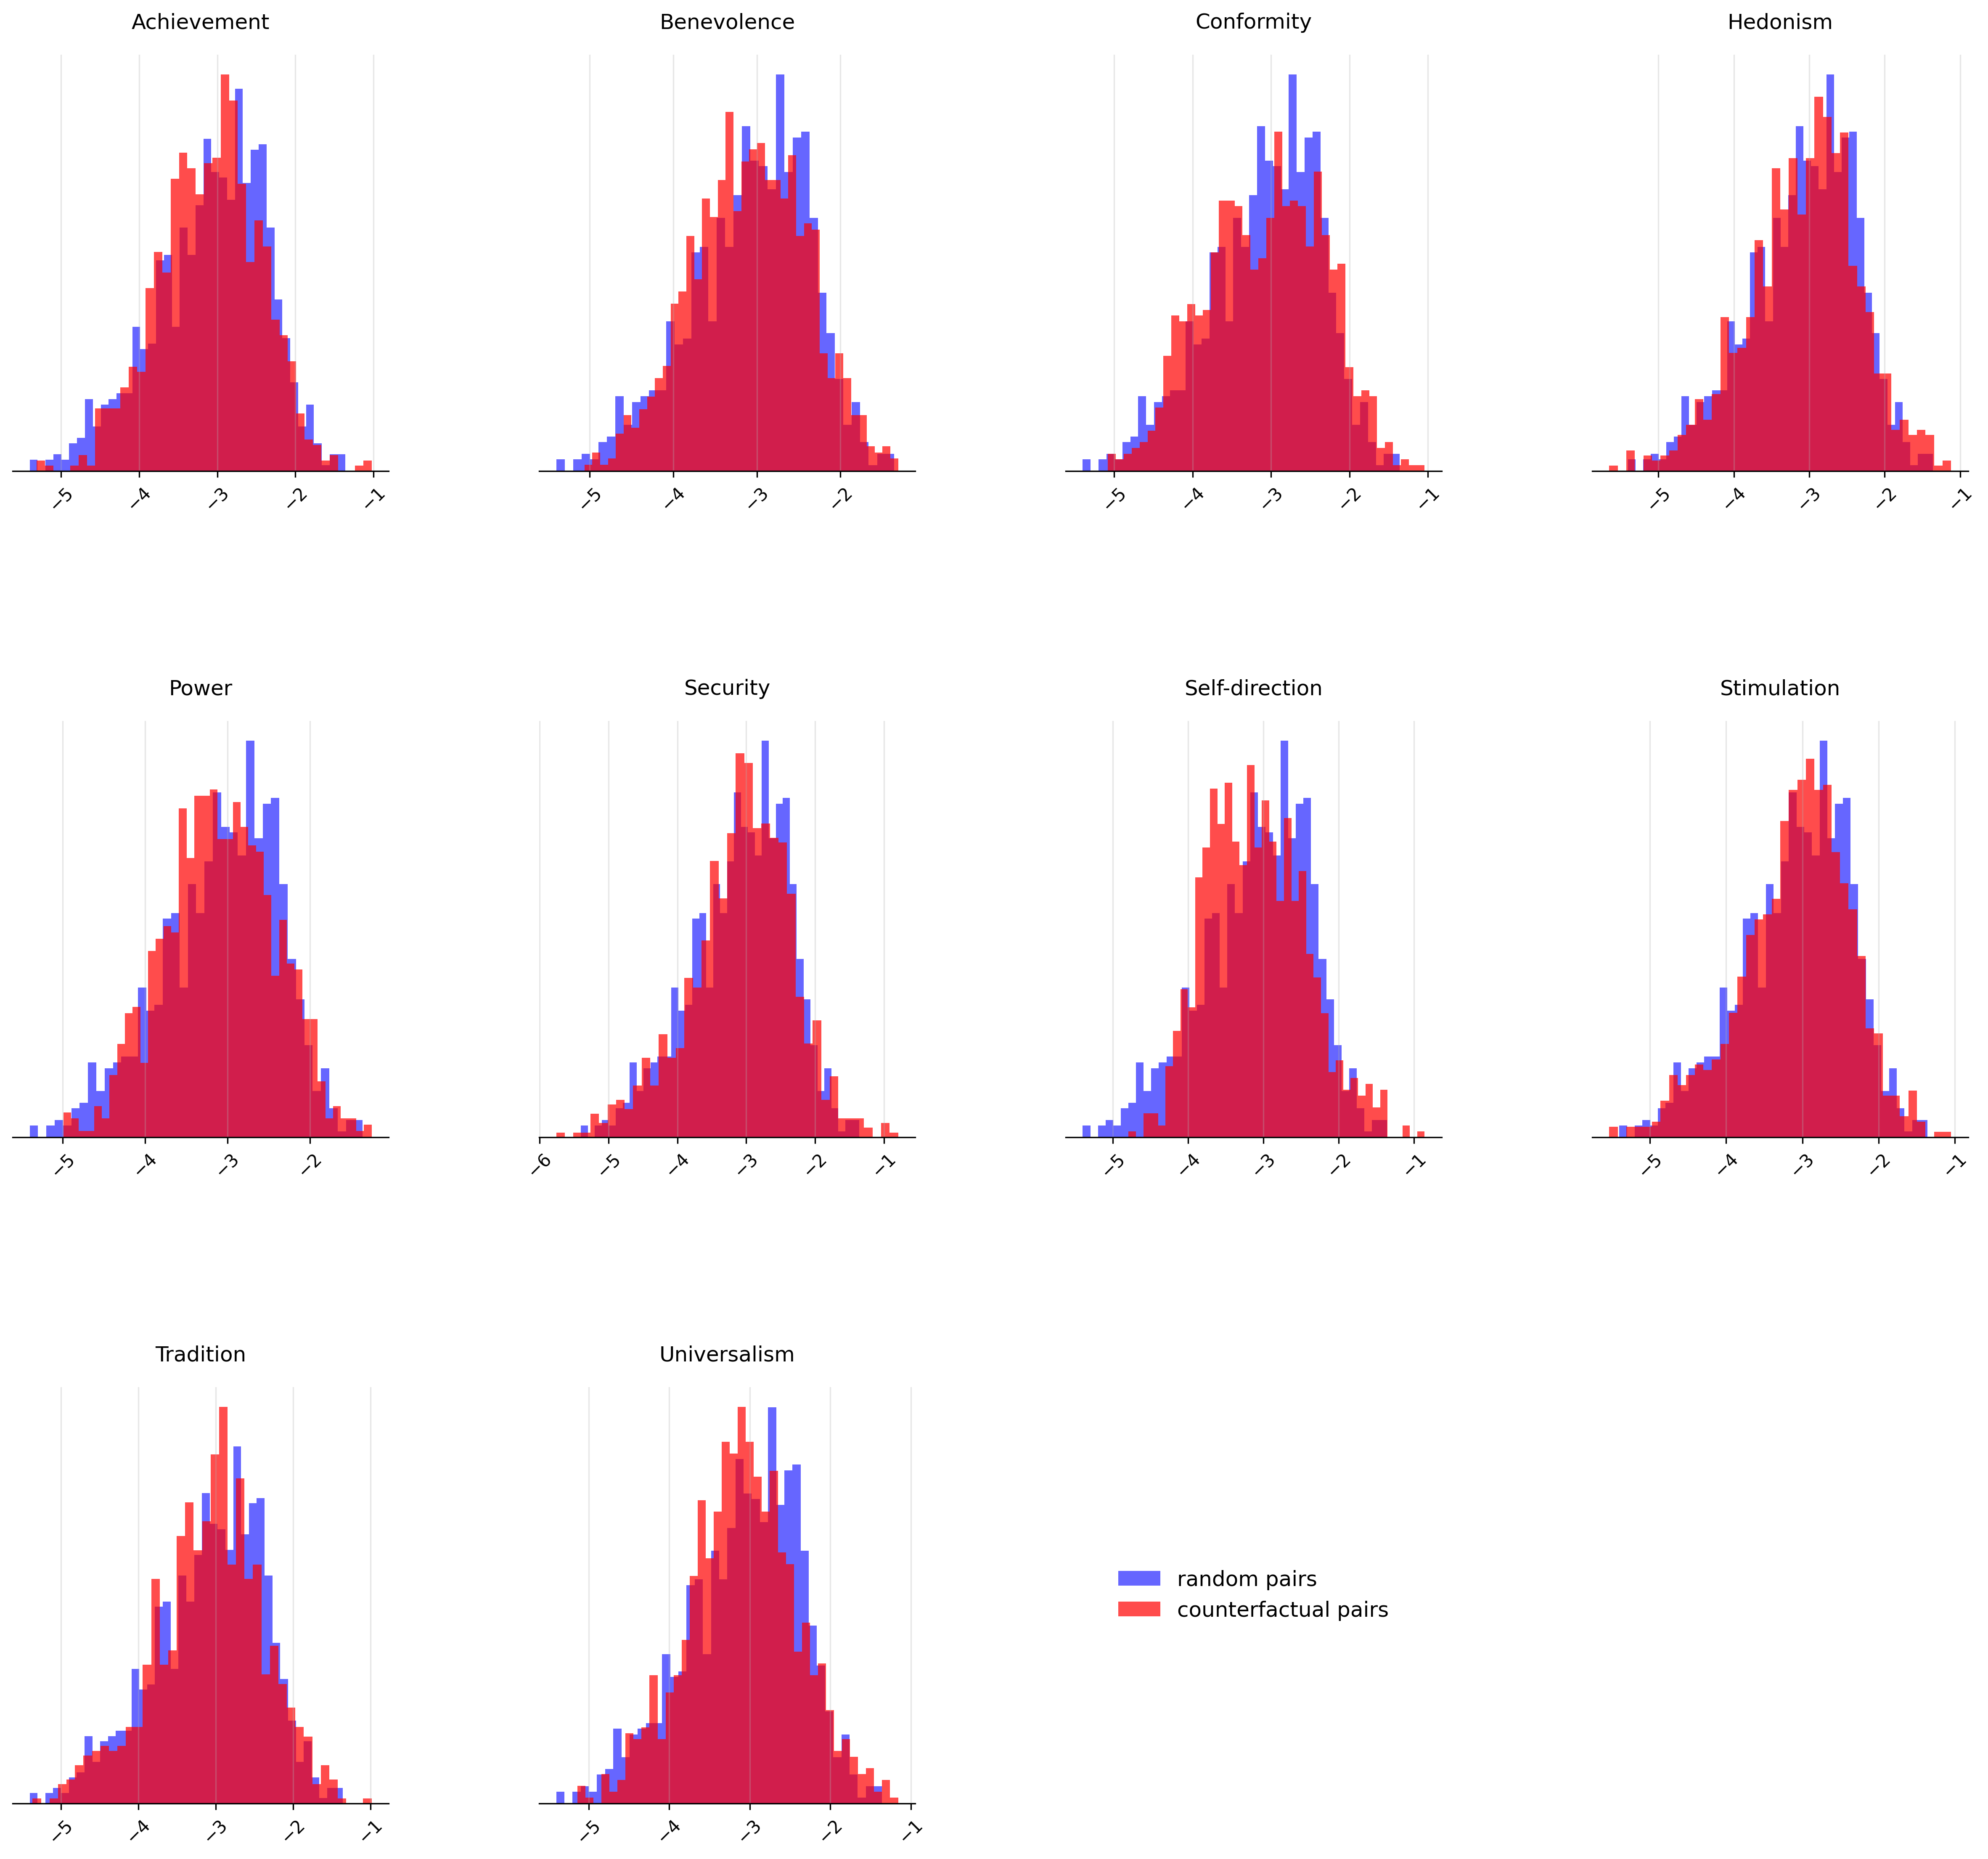 Achievement
Benevolence
Conformity
Hedonism
−5 −4 −3 −2 −1
−5 −4 −3 −2
−5 −4 −3 −2 −1
−5 −4 −3 −2 −1
Power
Security
Self-direction
Stimulation
−5 −4 −3 −2
−6 −5 −4 −3 −2 −1
−5 −4 −3 −2 −1
−5 −4 −3 −2 −1
Tradition
Universalism
random pairs
counterfactual pairs
−5 −4 −3 −2 −1
−5 −4 −3 −2 −1